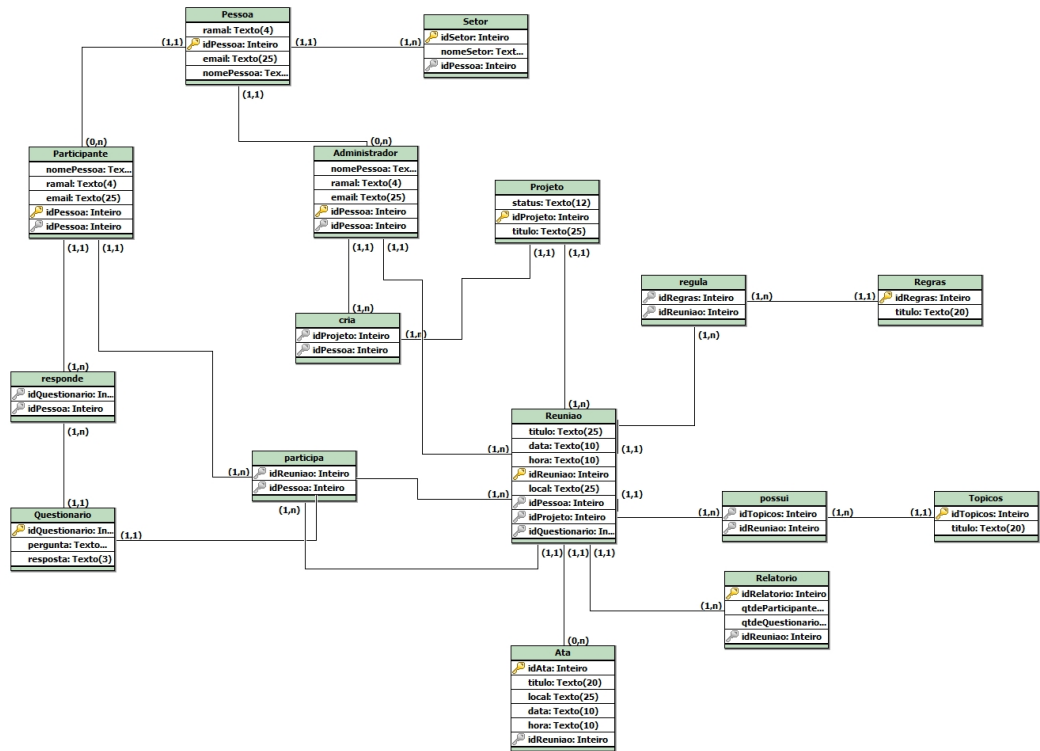 Pessoa
ramal: Texto(4)
idPessoa: Inteiro
email: Texto(25)
nomePessoa: Tex...
(1,1)
(1,1)
(1,1)
(1,n)
Setor
idSetor: Inteiro
nomeSetor: Text...
idPessoa: Inteiro
(0,n)
Participante
nomePessoa: Tex...
ramal: Texto(4)
email: Texto(25)
idPessoa: Inteiro
idPessoa: Inteiro
(1,1)
(1,1)
(0,n)
Administrador
nomePessoa: Tex...
ramal: Texto(4)
email: Texto(25)
idPessoa: Inteiro
idPessoa: Inteiro
(1,1)
(1,1)
Projeto
status: Texto(12)
idProjeto: Inteiro
titulo: Texto(25)
(1,1)
(1,1)
regula
idRegras: Inteiro
idReuniao: Inteiro
(1,n)
(1,n)
(1,1)
Regras
idRegras: Inteiro
titulo: Texto(20)
(1,n)
cria
idProjeto: Inteiro
idPessoa: Inteiro
(1,n)
(1,n)
responde
idQuestionario: In...
idPessoa: Inteiro
(1,n)
(1,n)
Reuniao
titulo: Texto(25)
data: Texto(10)
hora: Texto(10)
idReuniao: Inteiro
local: Texto(25)
idPessoa: Inteiro
idProjeto: Inteiro
idQuestionario: In...
(1,n)
(1,n)
(1,1)
(1,1)
(1,1)
(1,1)
(1,1)
participa
idReuniao: Inteiro
idPessoa: Inteiro
(1,n)
(1,n)
(1,1)
Questionario
idQuestionario: In...
pergunta: Texto...
resposta: Texto(3)
(1,1)
possui
idTopicos: Inteiro
idReuniao: Inteiro
(1,n)
(1,n)
(1,1)
Topicos
idTopicos: Inteiro
titulo: Texto(20)
Relatorio
idRelatorio: Inteiro
qtdeParticipante...
qtdeQuestionario...
idReuniao: Inteiro
(1,n)
(0,n)
Ata
idAta: Inteiro
titulo: Texto(20)
local: Texto(25)
data: Texto(10)
hora: Texto(10)
idReuniao: Inteiro